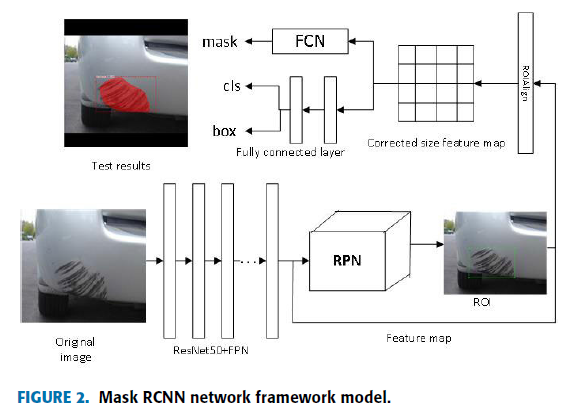 mask
FCN
cls
box
Fully connected layer
Corrected size feature map
ROIAlign
Test results
RPN
ROI
Original
image
ResNet50+FPN
...
Feature map
FIGURE 2. Mask RCNN network framework model.